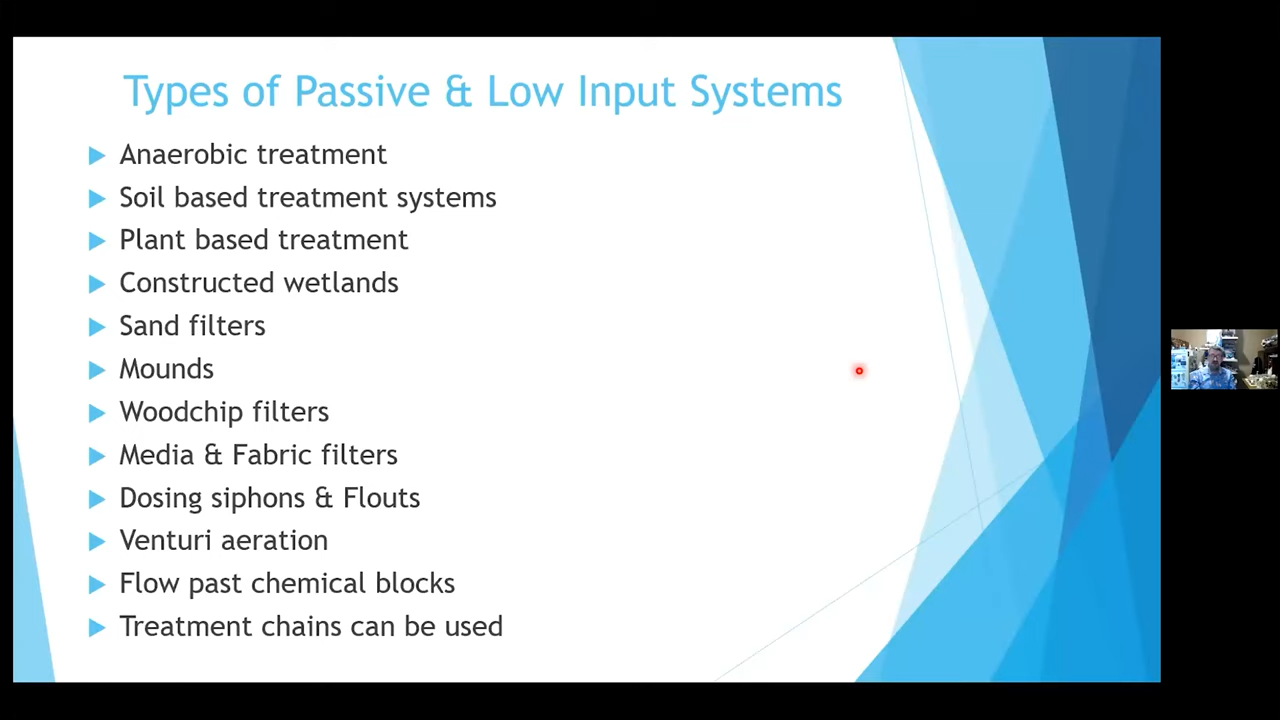 Types of Passive & Low Input Systems
Anaerobic treatment
Soil based treatment systems
Plant based treatment
Constructed wetlands
Sand filters
Mounds
Woodchip filters
Media & Fabric filters
Dosing siphons & Flouts
Venturi aeration
Flow past chemical blocks
Treatment chains can be used